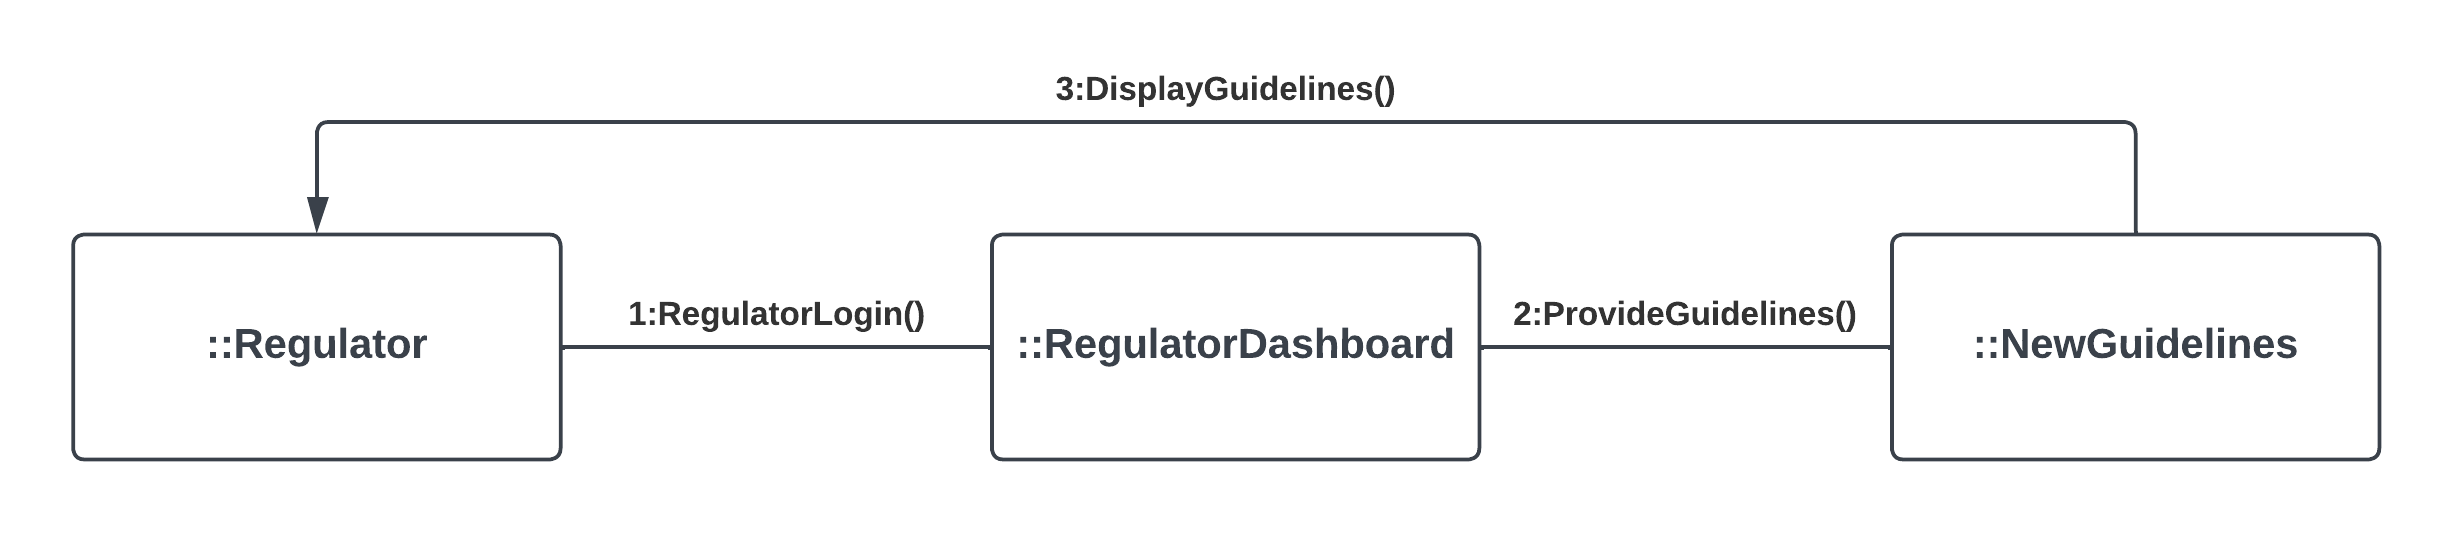 3:DisplayGuidelines()
1:RegulatorLogin()
2:ProvideGuidelines()
::Regulator
::RegulatorDashboard
::NewGuidelines